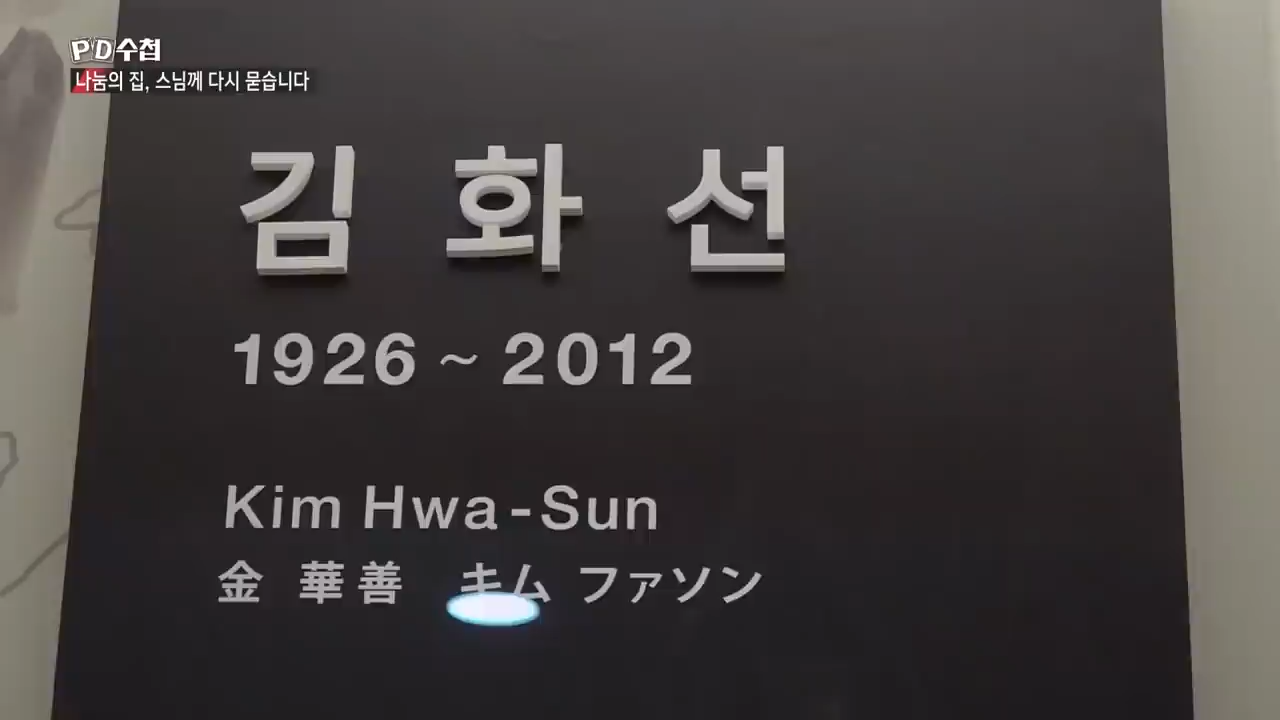 PD수첩
나눔의 집, 스님께 다시 묻습니다
김 화 선
1926 ~ 2012
Kim Hwa-Sun
金 華善 キム ファソン